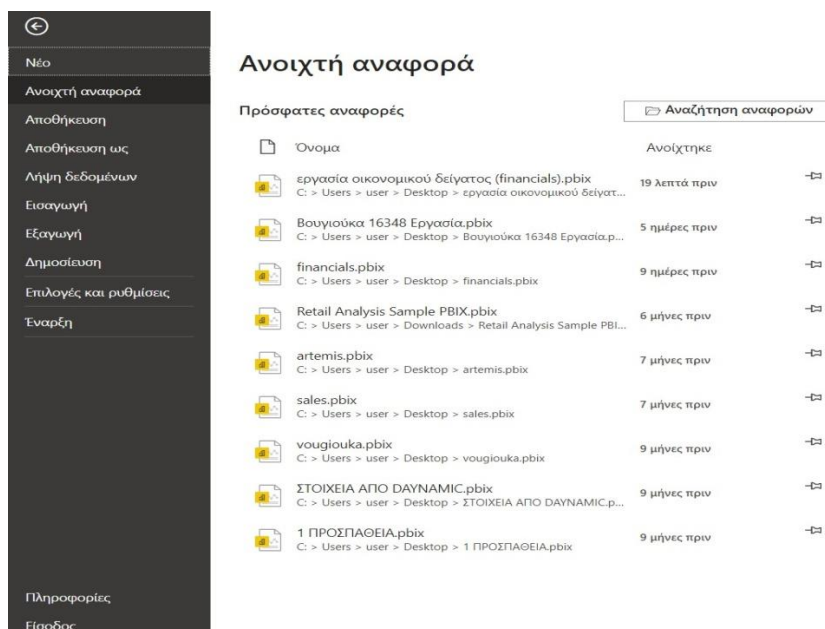 Νέο
Ανοιχτή αναφορά
Αποθήκευση
Αποθήκευση ως
Λήψη δεδομένων
Εισαγωγή
Εξαγωγή
Δημοσίευση
Επιλογές και ρυθμίσεις
Έναρξη
Πληροφορίες
Είσοδος
Ανοιχτή αναφορά
Πρόσφατες αναφορές
Αναζήτηση αναφορών
Όνομα Ανοίχτηκε
εργασία οικονομικού δείγατος (financials).pbix 19 λεπτά πριν
C: > Users > user > Desktop > εργασία οικονομικού δείγατ...
Βουγιούκα 16348 Εργασία.pbix 5 ημέρες πριν
C: > Users > user > Desktop > Βουγιούκα 16348 Εργασία.p...
financials.pbix 9 ημέρες πριν
C: > Users > user > Desktop > financials.pbix
Retail Analysis Sample PBIX.pbix 6 μήνες πριν
C: > Users > user > Downloads > Retail Analysis Sample PBI...
artemis.pbix 7 μήνες πριν
C: > Users > user > Desktop > artemis.pbix
sales.pbix 7 μήνες πριν
C: > Users > user > Desktop > sales.pbix
vougiouka.pbix 9 μήνες πριν
C: > Users > user > Desktop > vougiouka.pbix
ΣΤΟΙΧΕΙΑ ΑΠΟ DAYNAMIC.pbix 9 μήνες πριν
C: > Users > user > Desktop > ΣΤΟΙΧΕΙΑ ΑΠΟ DAYNAMIC.p...
1 ΠΡΟΣΠΑΘΕΙΑ.pbix 9 μήνες πριν
C: > Users > user > Desktop > 1 ΠΡΟΣΠΑΘΕΙΑ.pbix